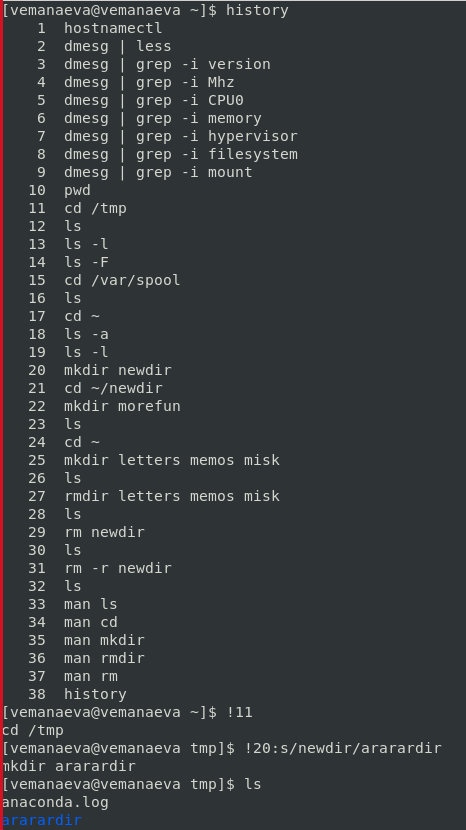 [vemanaeva@vemanaeva ~]$ history
1 hostnamectl
2 dmesg | less
3 dmesg | grep -i version
4 dmesg | grep -i Mhz
5 dmesg | grep -i CPU0
6 dmesg | grep -i memory
7 dmesg | grep -i hypervisor
8 dmesg | grep -i filesystem
9 dmesg | grep -i mount
10 pwd
11 cd /tmp
12 ls
13 ls -l
14 ls -F
15 cd /var/spool
16 ls
17 cd ~
18 ls -a
19 ls -l
20 mkdir newdir
21 cd ~/newdir
22 mkdir morefun
23 ls
24 cd ~
25 mkdir letters memos misk
26 ls
27 rmdir letters memos misk
28 ls
29 rm newdir
30 ls
31 rm -r newdir
32 ls
33 man ls
34 man cd
35 man mkdir
36 man rmdir
37 man rm
38 history
[vemanaeva@vemanaeva ~]$ !11
cd /tmp
[vemanaeva@vemanaeva tmp]$ !20:s/newdir/ararardir
mkdir ararardir
[vemanaeva@vemanaeva tmp]$ ls
anaconda.log
ararardir